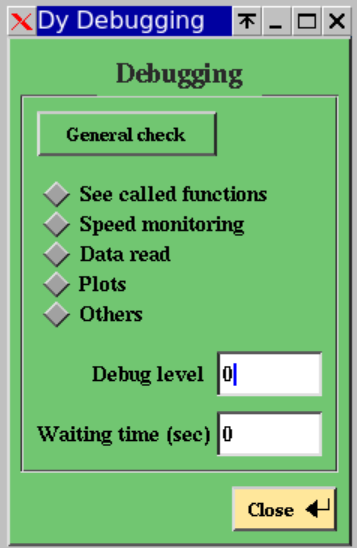 Dy Debugging
Debugging
General check
See called functions
Speed monitoring
Data read
Plots
Others
Debug level 0
Waiting time (sec) 0
Close